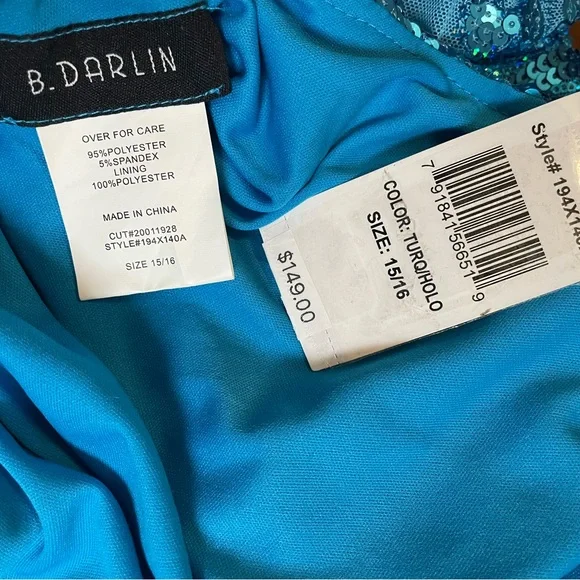 B.DARLIN
OVER FOR CARE
95%POLYESTER
5%SPANDEX
LINING
100%POLYESTER
MADE IN CHINA
CUT#20011928
STYLE#194X140A
SIZE 15/16
Style# 194X14
7 91841 56651 9
COLOR: TURQ/HOLO
SIZE: 15/16
$149.00